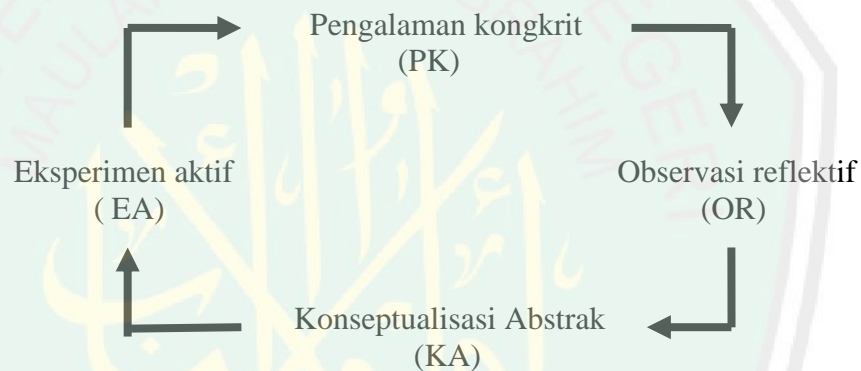 Pengalaman kongkrit
(PK)
Eksperimen aktif
( EA)
Observasi reflektif
(OR)
Konseptualisasi Abstrak
(KA)